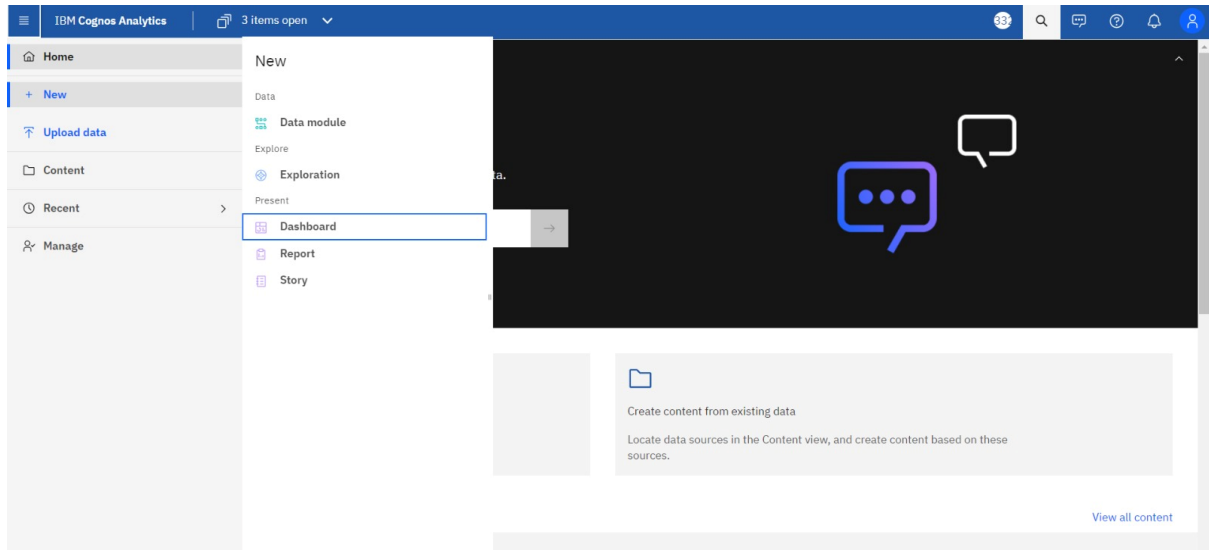 IBM Cognos Analytics
3 items open
Home
New
Upload data
Content
Recent
Manage
New
Data
Data module
Explore
Exploration
Present
Dashboard
Report
Story
ta.
Create content from existing data
Locate data sources in the Content view, and create content based on these
sources.
View all content